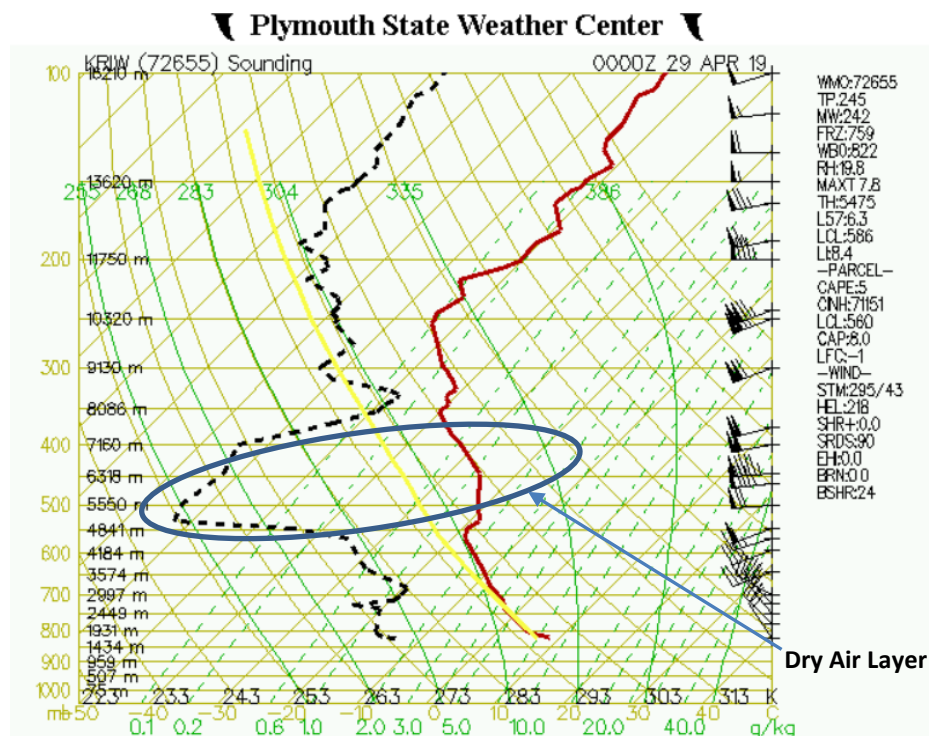 Plymouth State Weather Center
KRIW (72655) Sounding 0000Z 29 APR 19
100 16210 m
13620 m
255 268 283 304 335 386
200 11750 m
10320 m
300 9130 m
8086 m
400 7160 m
6318 m
500 5550 m
4841 m
600 4184 m
3574 m
700 2997 m
2449 m
800 1931 m
1434 m
900 959 m
507 m
1000
223 233 243 253 263 273 283 293 303 313 K
mb -50 -40 -30 -20 -10 0 10 20 30 40 C
0.1 0.2 0.6 1.0 2.0 3.0 5.0 10.0 20.0 40.0 g/kg
WMO:72655
TP:245
MW:242
FRZ:759
WB0:822
RH:19.8
MAXT 7.8
TH:5475
L57:6.3
LCL:586
LI:8.4
-PARCEL-
CAPE:5
CINH:71151
LCL:560
CAP:8.0
LFC:-1
-WIND-
STM:295/43
HEL:218
SHR+:0.0
SRDS:90
EHI:0.0
BRN:0.0
BSHR:24
Dry Air Layer